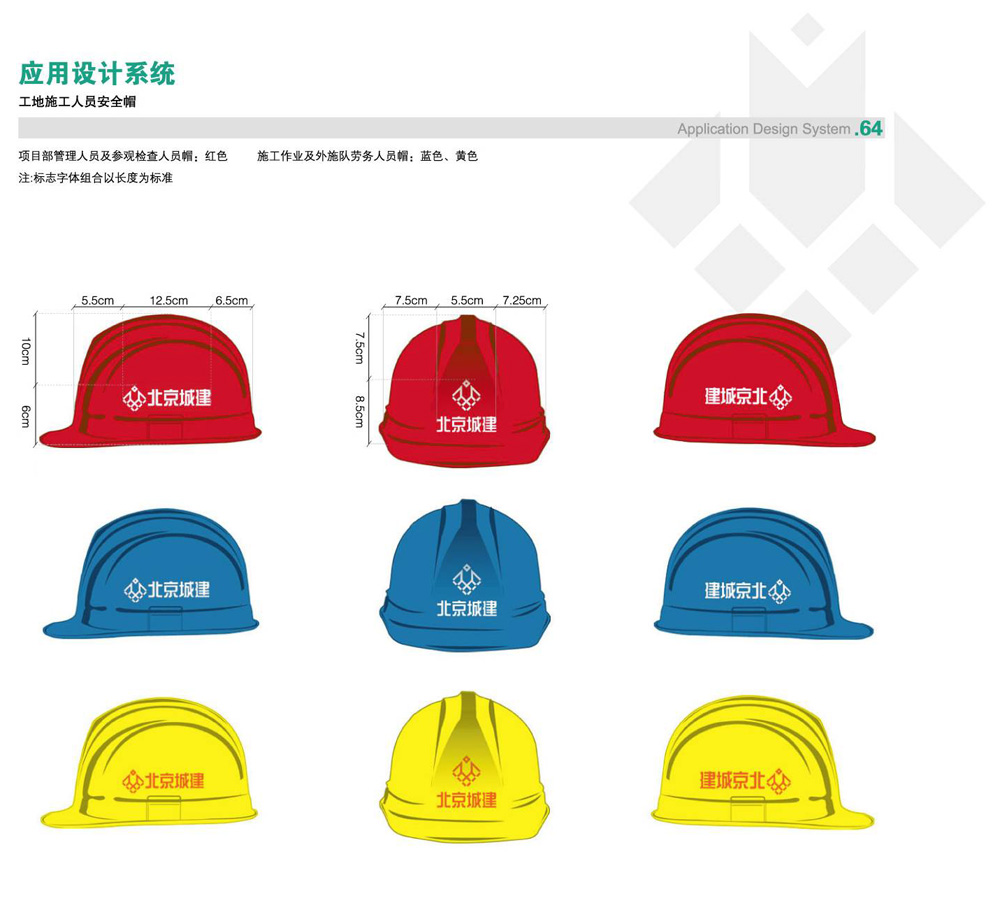 应用设计系统
工地施工人员安全帽
Application Design System .64
项目部管理人员及参观检查人员帽；红色 施工作业及外施队劳务人员帽；蓝色、黄色
注:标志字体组合以长度为标准
5.5cm 12.5cm 6.5cm
10cm
6cm
7.5cm 5.5cm 7.25cm
7.5cm
8.5cm
北京城建
北京城建
建城京北
北京城建
北京城建
建城京北
北京城建
北京城建
建城京北